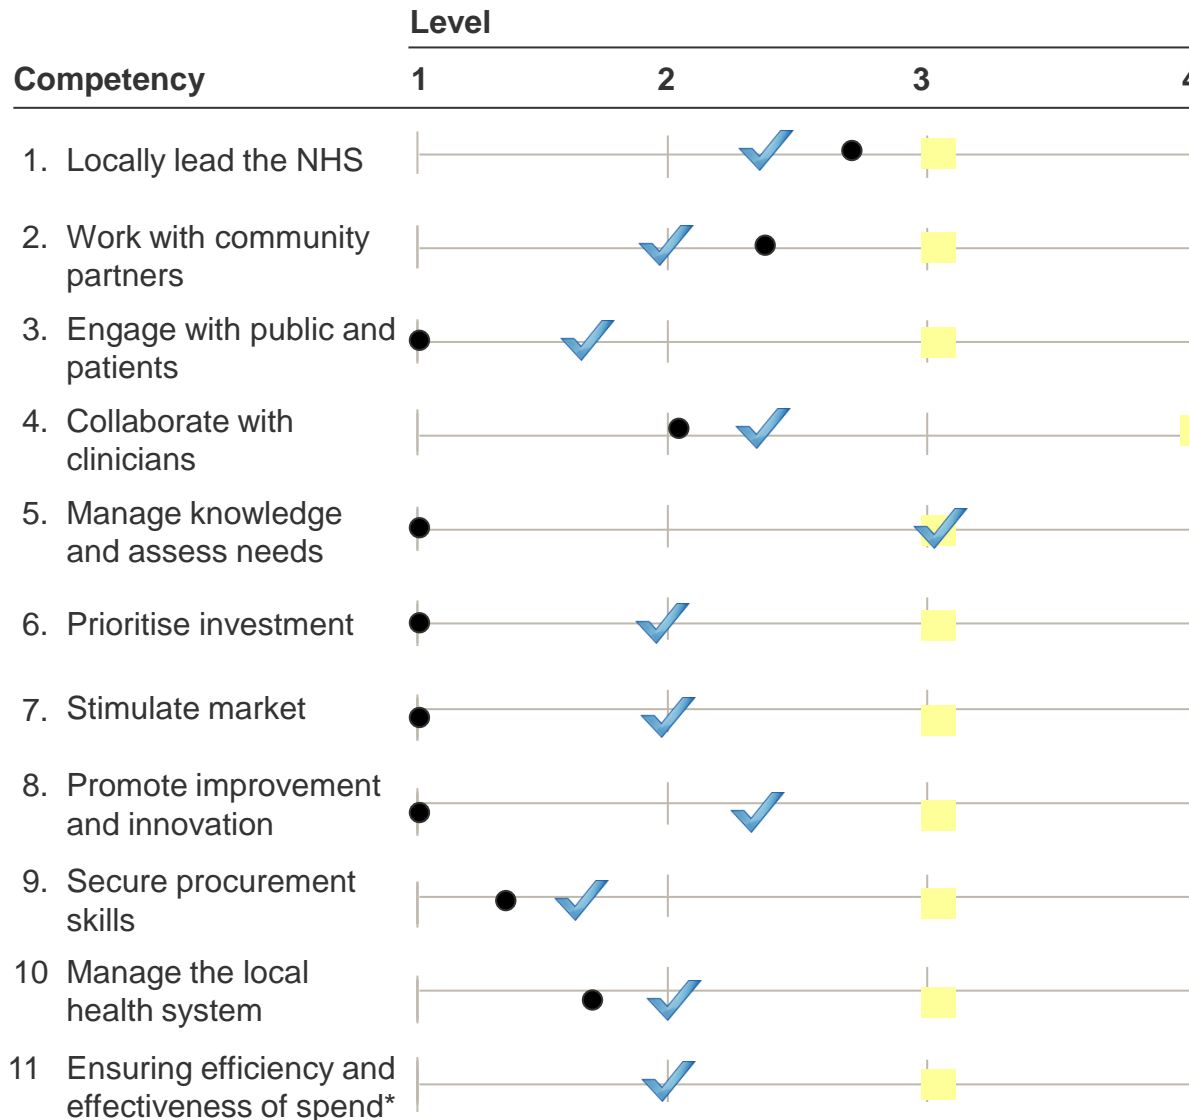 Level
Competency 1 2 3 4
1. Locally lead the NHS
2. Work with community
partners
3. Engage with public and
patients
4. Collaborate with
clinicians
5. Manage knowledge
and assess needs
6. Prioritise investment
7. Stimulate market
8. Promote improvement
and innovation
9. Secure procurement
skills
10 Manage the local
health system
11 Ensuring efficiency and
effectiveness of spend*